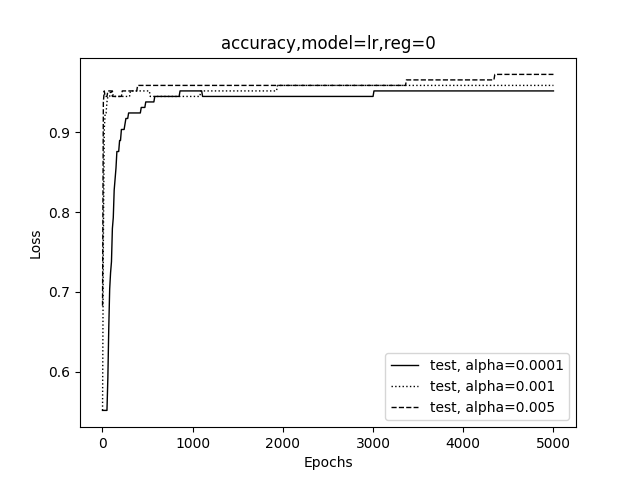 accuracy,model=lr,reg=0
Loss
0.9
0.8
0.7
0.6
test, alpha=0.0001
test, alpha=0.001
test, alpha=0.005
0 1000 2000 3000 4000 5000
Epochs